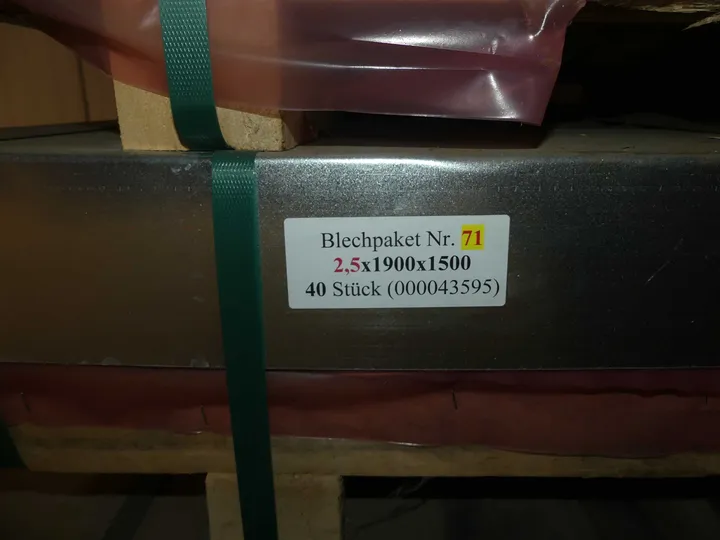 Blechpaket Nr. 71
2,5x1900x1500
40 Stück (000043595)